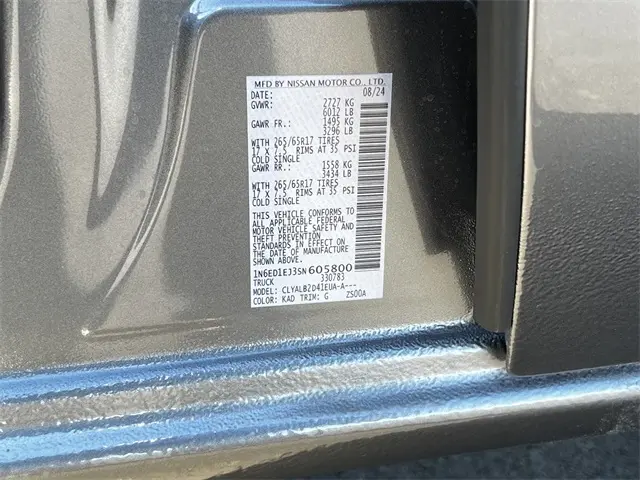 MFD BY NISSAN MOTOR CO., LTD.
DATE: 08/24
GVWR: 2727 KG
6012 LB
GAWR FR.: 1495 KG
3296 LB
WITH 265/65R17 TIRES
17 X 7.5 RIMS AT 35 PSI
COLD SINGLE
GAWR RR.: 1558 KG
3434 LB
WITH 265/65R17 TIRES
17 X 7.5 RIMS AT 35 PSI
COLD SINGLE
THIS VEHICLE CONFORMS TO
ALL APPLICABLE FEDERAL
MOTOR VEHICLE SAFETY AND
THEFT PREVENTION
STANDARDS IN EFFECT ON
THE DATE OF MANUFACTURE
1N6ED1EJ3SN605800
TRUCK 330783
MODEL: CLYALB2D41EUA-A---
COLOR: KAD TRIM: G ZS00A